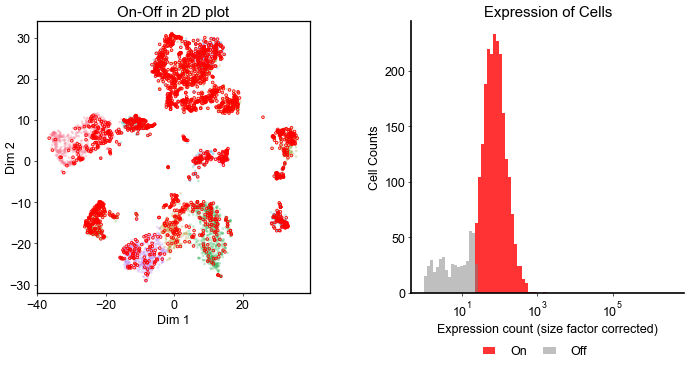 On-Off in 2D plot
Dim 2
30
20
10
0
−10
−20
−30
−40
−20
0
20
Dim 1
Expression of Cells
Cell Counts
200
150
100
50
0
10^1
10^3
10^5
Expression count (size factor corrected)
On
Off